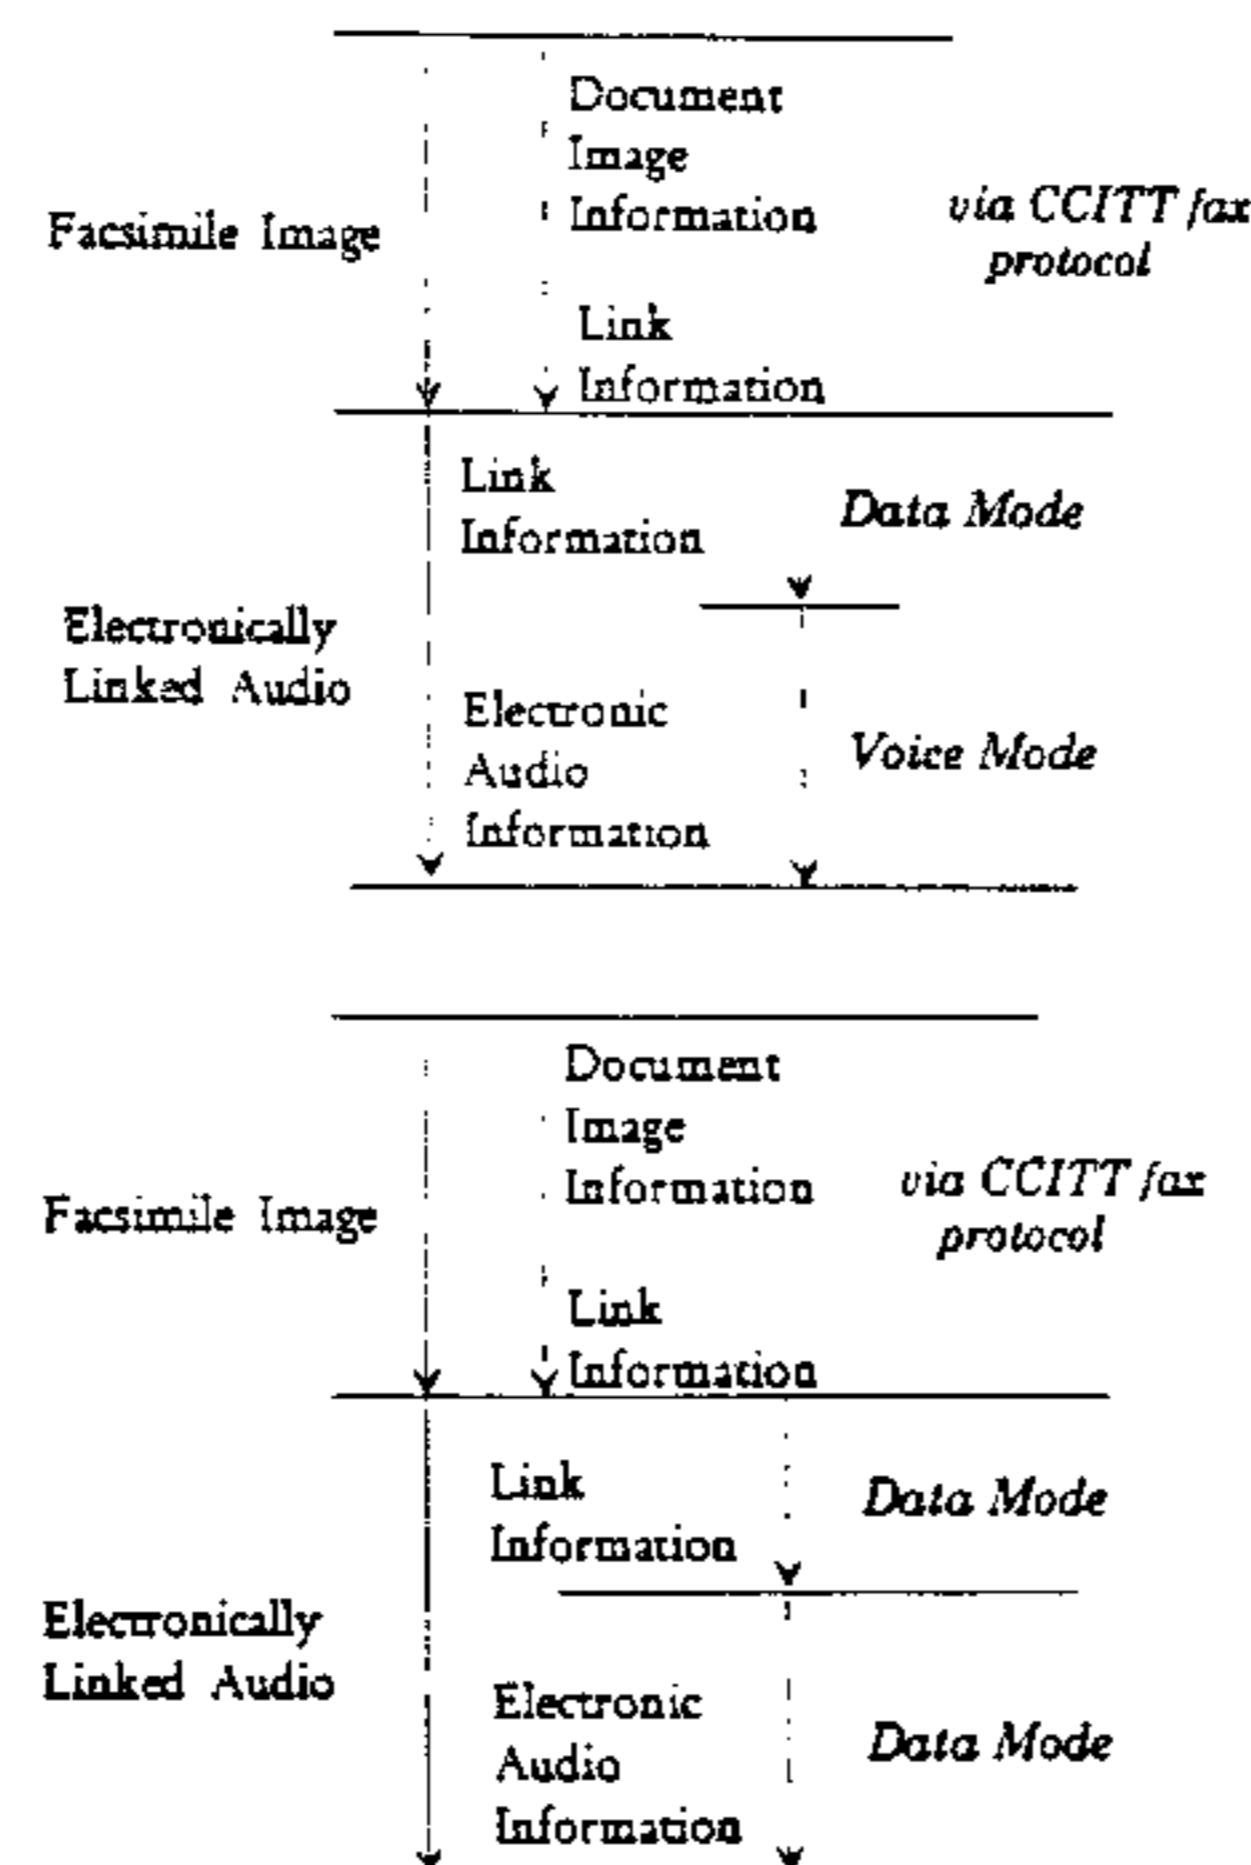 Document
Image
Information
Facsimile Image
via CCITT fax
protocol
Link
Information
Link
Information
Data Mode
Electronically
Linked Audio
Electronic
Audio
Information
Voice Mode
Document
Image
Information
Facsimile Image
via CCITT fax
protocol
Link
Information
Link
Information
Data Mode
Electronically
Linked Audio
Electronic
Audio
Information
Data Mode